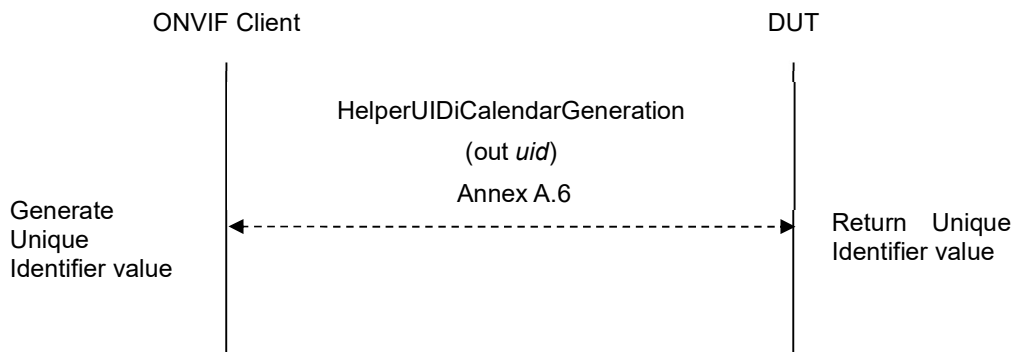 ONVIF Client
DUT
HelperUIDiCalendarGeneration
(out uid)
Annex A.6
Generate
Unique
Identifier value
Return Unique
Identifier value